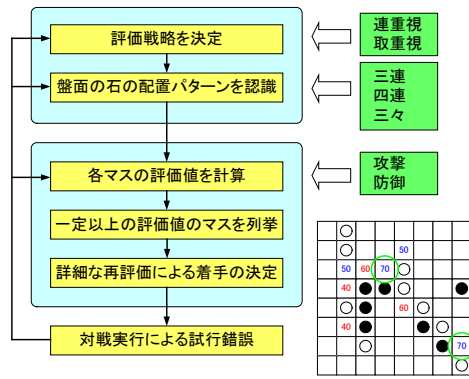 評価戦略を決定
盤面の石の配置パターンを認識
各マスの評価値を計算
一定以上の評価値のマスを列挙
詳細な再評価による着手の決定
対戦実行による試行錯誤
連重視
取重視
三連
四連
三々
攻撃
防御
50
50 60 70
40
60
40
70